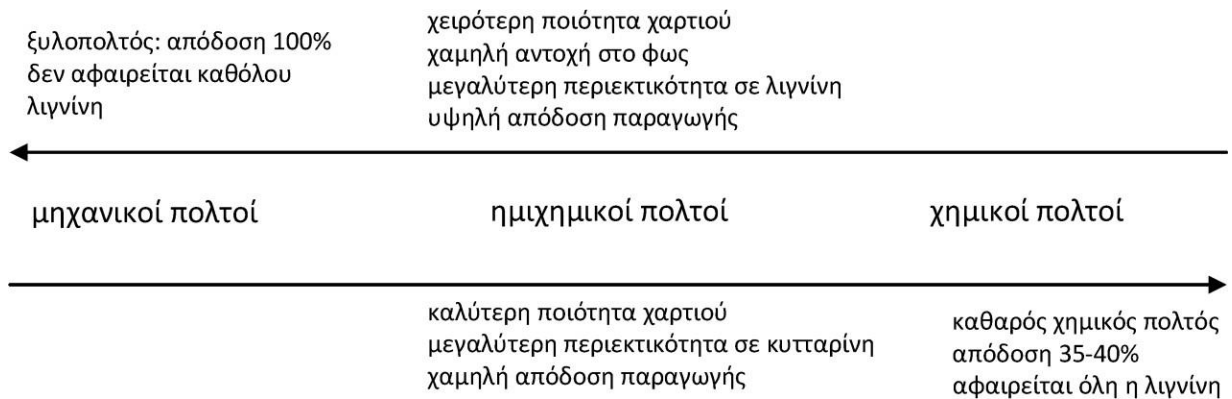 ξυλοπολτός: απόδοση 100%
δεν αφαιρείται καθόλου
λιγνίνη
χειρότερη ποιότητα χαρτιού
χαμηλή αντοχή στο φως
μεγαλύτερη περιεκτικότητα σε λιγνίνη
υψηλή απόδοση παραγωγής
μηχανικοί πολτοί
ημιχημικοί πολτοί
χημικοί πολτοί
καλύτερη ποιότητα χαρτιού
μεγαλύτερη περιεκτικότητα σε κυτταρίνη
χαμηλή απόδοση παραγωγής
καθαρός χημικός πολτός
απόδοση 35-40%
αφαιρείται όλη η λιγνίνη